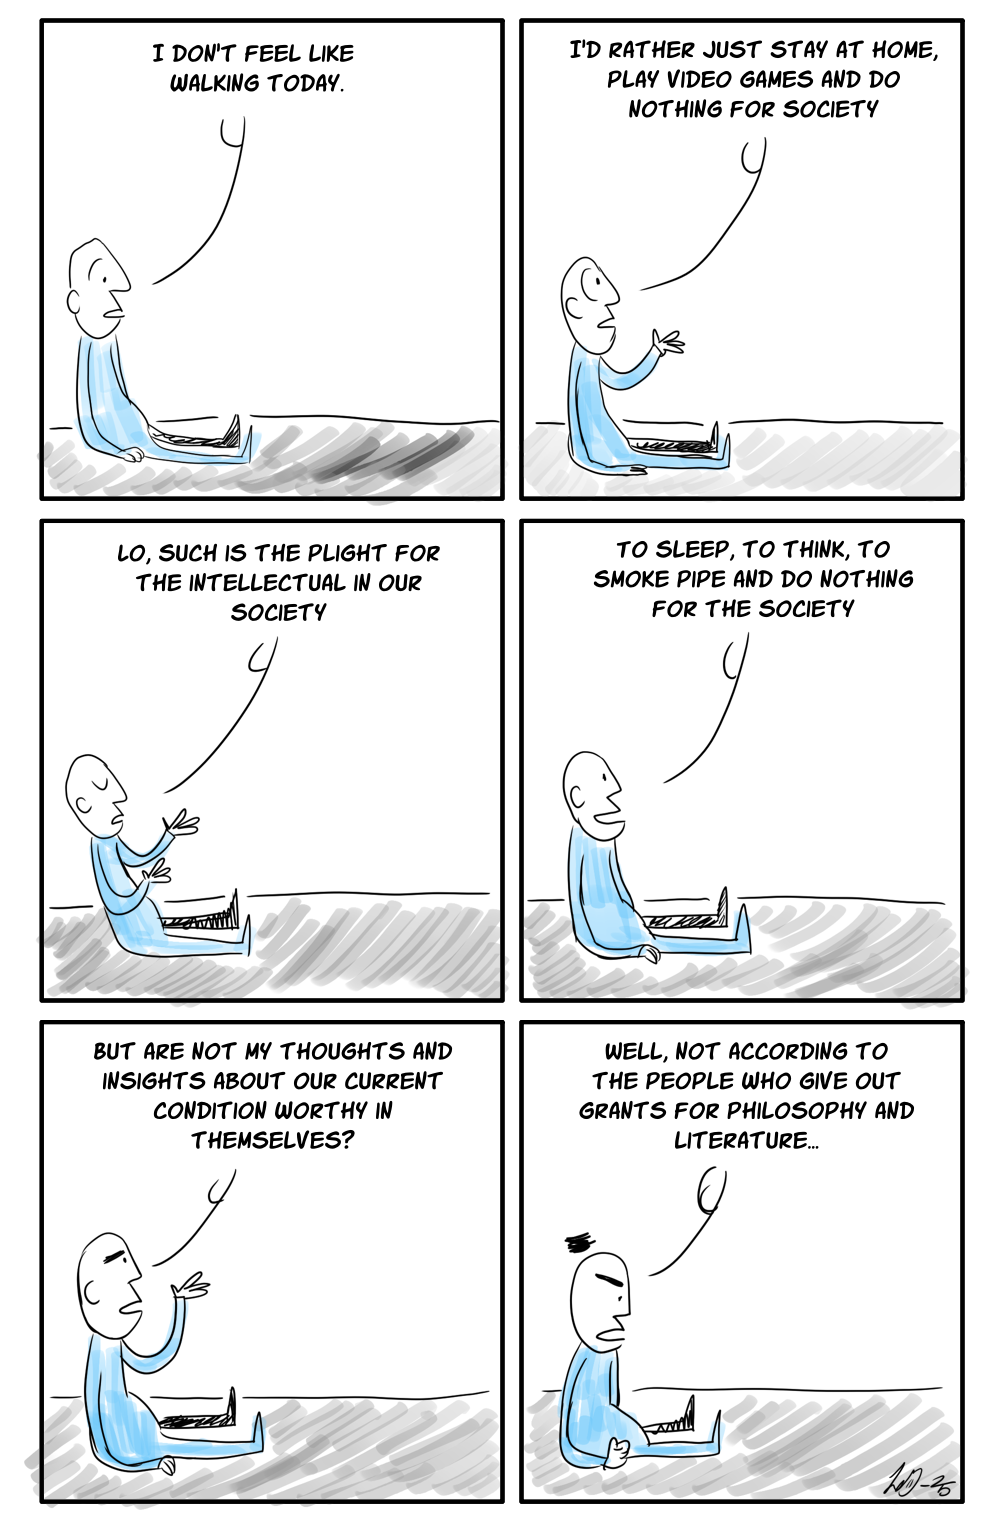 I DON'T FEEL LIKE
WALKING TODAY.
I'D RATHER JUST STAY AT HOME,
PLAY VIDEO GAMES AND DO
NOTHING FOR SOCIETY
LO, SUCH IS THE PLIGHT FOR
THE INTELLECTUAL IN OUR
SOCIETY
TO SLEEP, TO THINK, TO
SMOKE PIPE AND DO NOTHING
FOR THE SOCIETY
BUT ARE NOT MY THOUGHTS AND
INSIGHTS ABOUT OUR CURRENT
CONDITION WORTHY IN
THEMSELVES?
WELL, NOT ACCORDING TO
THE PEOPLE WHO GIVE OUT
GRANTS FOR PHILOSOPHY AND
LITERATURE...